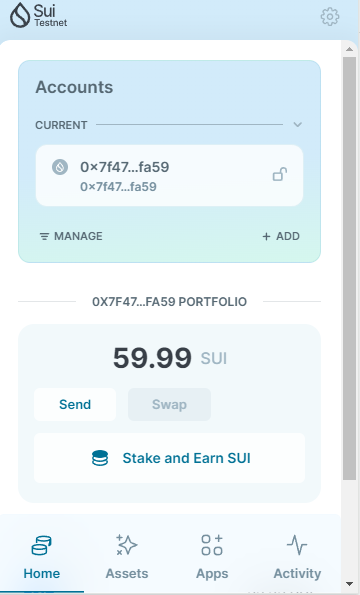 Sui
Testnet
Accounts
CURRENT
0×7f47...fa59
0×7f47...fa59
MANAGE
+ ADD
0X7F47...FA59 PORTFOLIO
59.99 SUI
Send
Swap
Stake and Earn SUI
Home
Assets
Apps
Activity